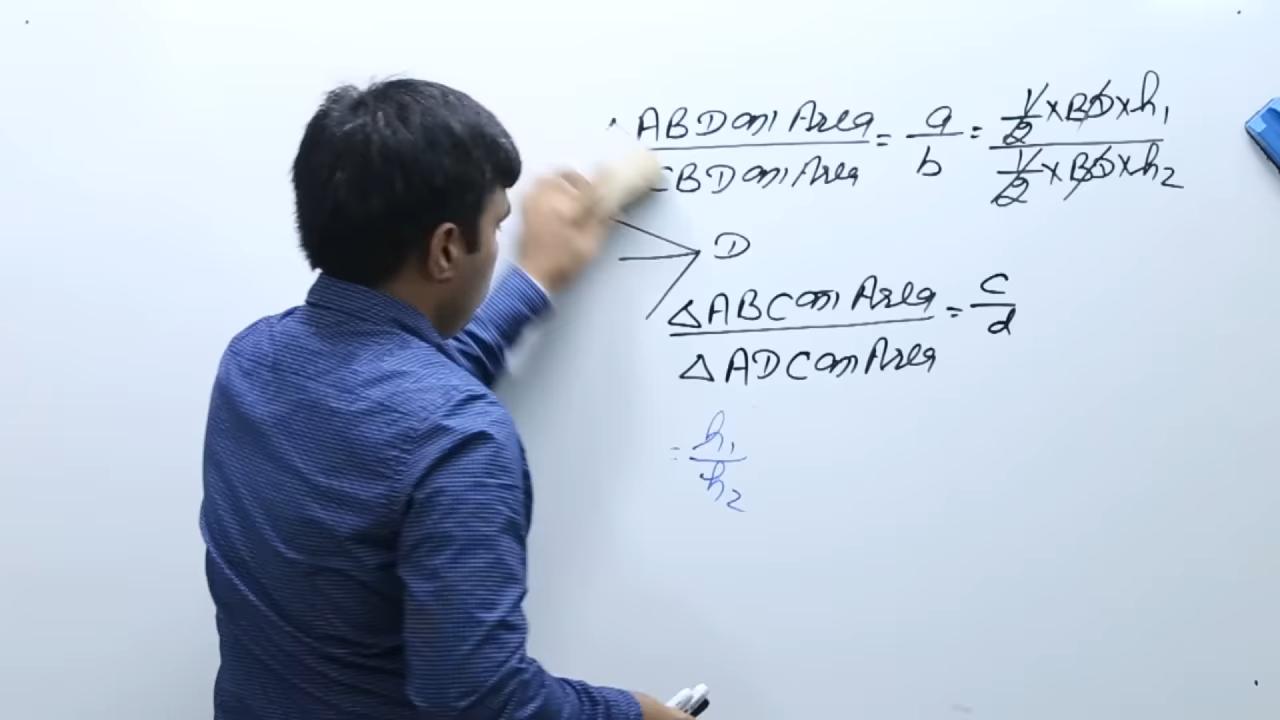 ABD का Area / CBD का Area = a/b = 1/2 × BD × h₁ / 1/2 × BD × h₂
D
△ABC का Area / △ADC का Area = c/d
= h₁/h₂